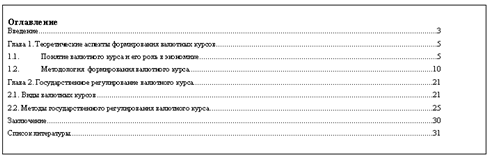 Оглавление
Введение...3
Глава 1. Теоретические аспекты формирования валютных курсов...5
1.1. Понятие валютного курса и его роль в экономике...5
1.2. Методология формирования валютного курса...10
Глава 2. Государственное регулирование валютного курса...21
2.1. Виды валютных курсов...21
2.2. Методы государственного регулирования валютного курса...25
Заключение...30
Список литературы...31